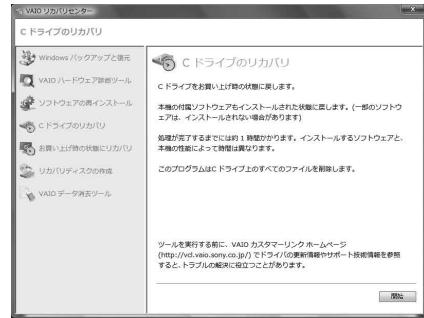 VAIO リカバリセンター
C ドライブのリカバリ
Windows バックアップと復元
VAIO ハードウェア診断ツール
ソフトウェアの再インストール
C ドライブのリカバリ
お買い上げ時の状態にリカバリ
リカバリディスクの作成
VAIO データ消去ツール
C ドライブのリカバリ
C ドライブをお買い上げ時の状態に戻します。
本機の付属ソフトウェアもインストールされた状態に戻します。(一部のソフトウ
ェアは、インストールされない場合があります)
処理が完了するまでには約 1 時間かかります。インストールするソフトウェアと、
本機の性能によって時間は異なります。
このプログラムはC ドライブ上のすべてのファイルを削除します。
ツールを実行する前に、VAIO カスタマーリンク ホームページ
(http://vcl.vaio.sony.co.jp/) でドライバの更新情報やサポート技術情報を参照
すると、トラブルの解決に役立つことがあります。
開始